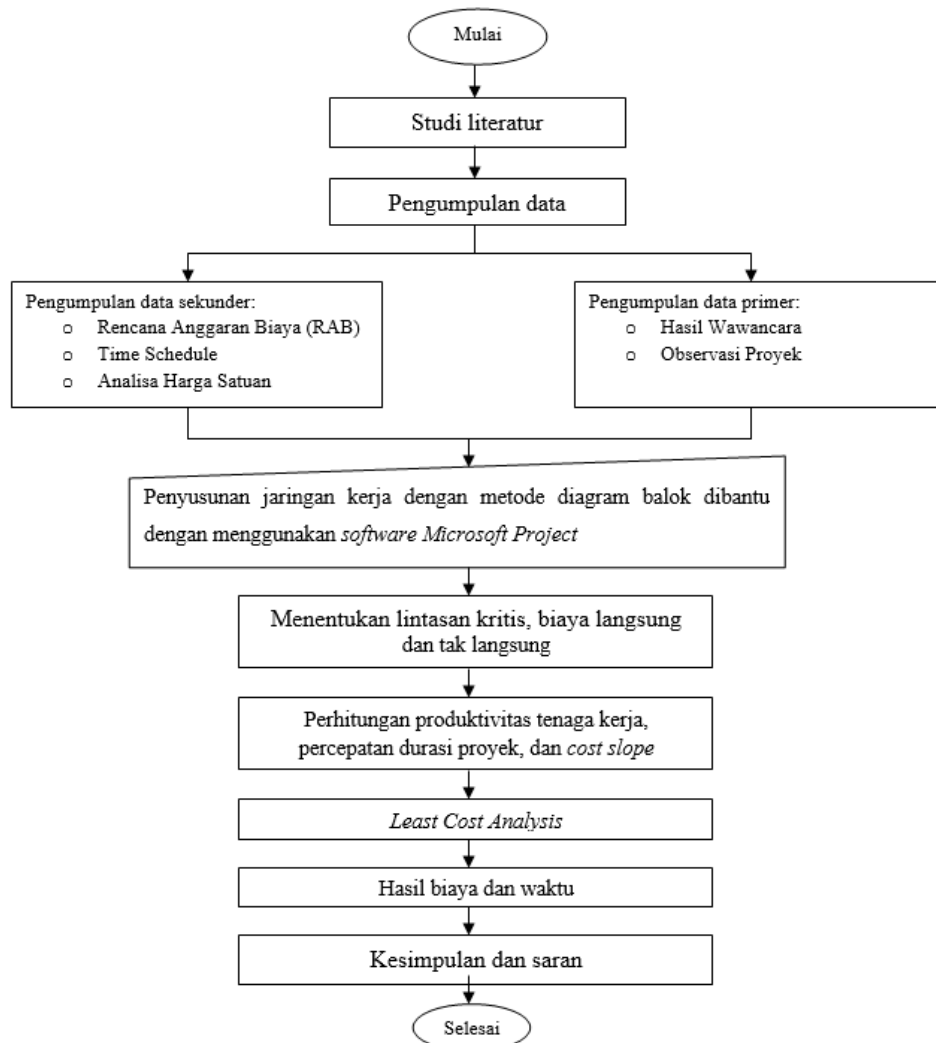 Mulai
Studi literatur
Pengumpulan data
Pengumpulan data sekunder:
o Rencana Anggaran Biaya (RAB)
o Time Schedule
o Analisa Harga Satuan
Pengumpulan data primer:
o Hasil Wawancara
o Observasi Proyek
Penyusunan jaringan kerja dengan metode diagram balok dibantu
dengan menggunakan software Microsoft Project
Menentukan lintasan kritis, biaya langsung
dan tak langsung
Perhitungan produktivitas tenaga kerja,
percepatan durasi proyek, dan cost slope
Least Cost Analysis
Hasil biaya dan waktu
Kesimpulan dan saran
Selesai